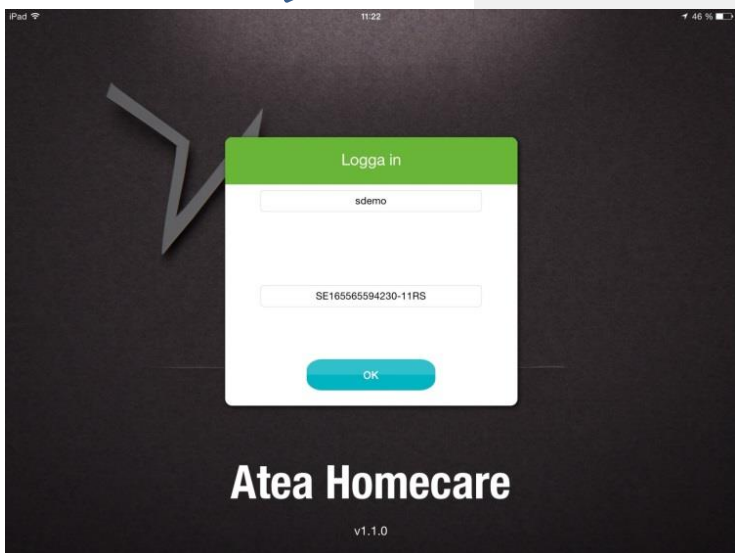 iPad 11:22 46 %
Logga in
sdemo
SE165565594230-11RS
OK
Atea Homecare
v1.1.0